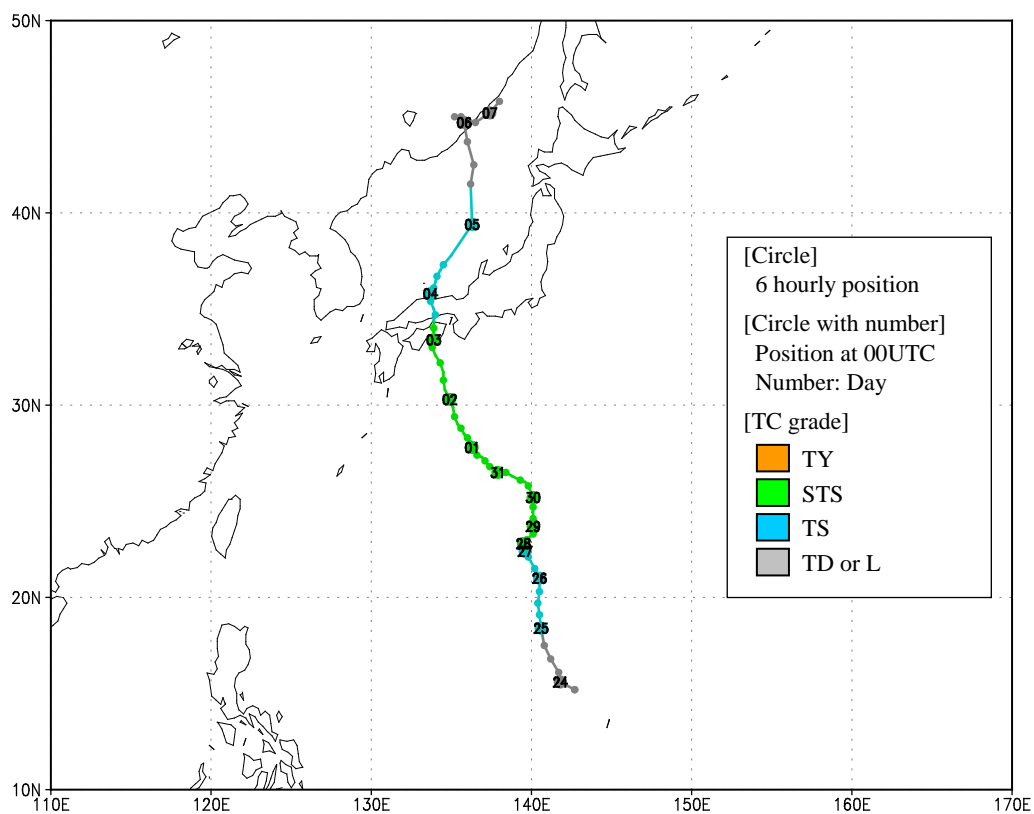 50N
40N
30N
20N
10N
110E
120E
130E
140E
150E
160E
170E
07
06
05
04
03
02
01
31
30
29
28
27
26
25
24
[Circle]
6 hourly position
[Circle with number]
Position at 00UTC
Number: Day
[TC grade]
TY
STS
TS
TD or L